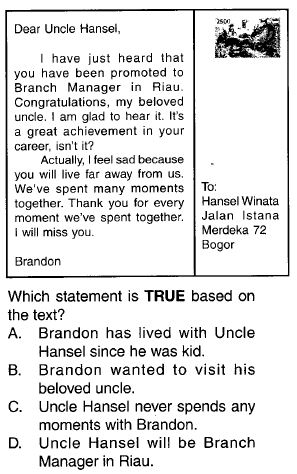 Dear Uncle Hansel,
I have just heard that
you have been promoted to
Branch Manager in Riau.
Congratulations, my beloved
uncle. I am glad to hear it. It's
a great achievement in your
career, isn't it?
Actually, I feel sad because
you will live far away from us.
We've spent many moments
together. Thank you for every
moment we've spent together.
I will miss you.
Brandon
2500
To:
Hansel Winata
Jalan Istana
Merdeka 72
Bogor
Which statement is TRUE based on
the text?
A. Brandon has lived with Uncle
Hansel since he was kid.
B. Brandon wanted to visit his
beloved uncle.
C. Uncle Hansel never spends any
moments with Brandon.
D. Uncle Hansel will be Branch
Manager in Riau.